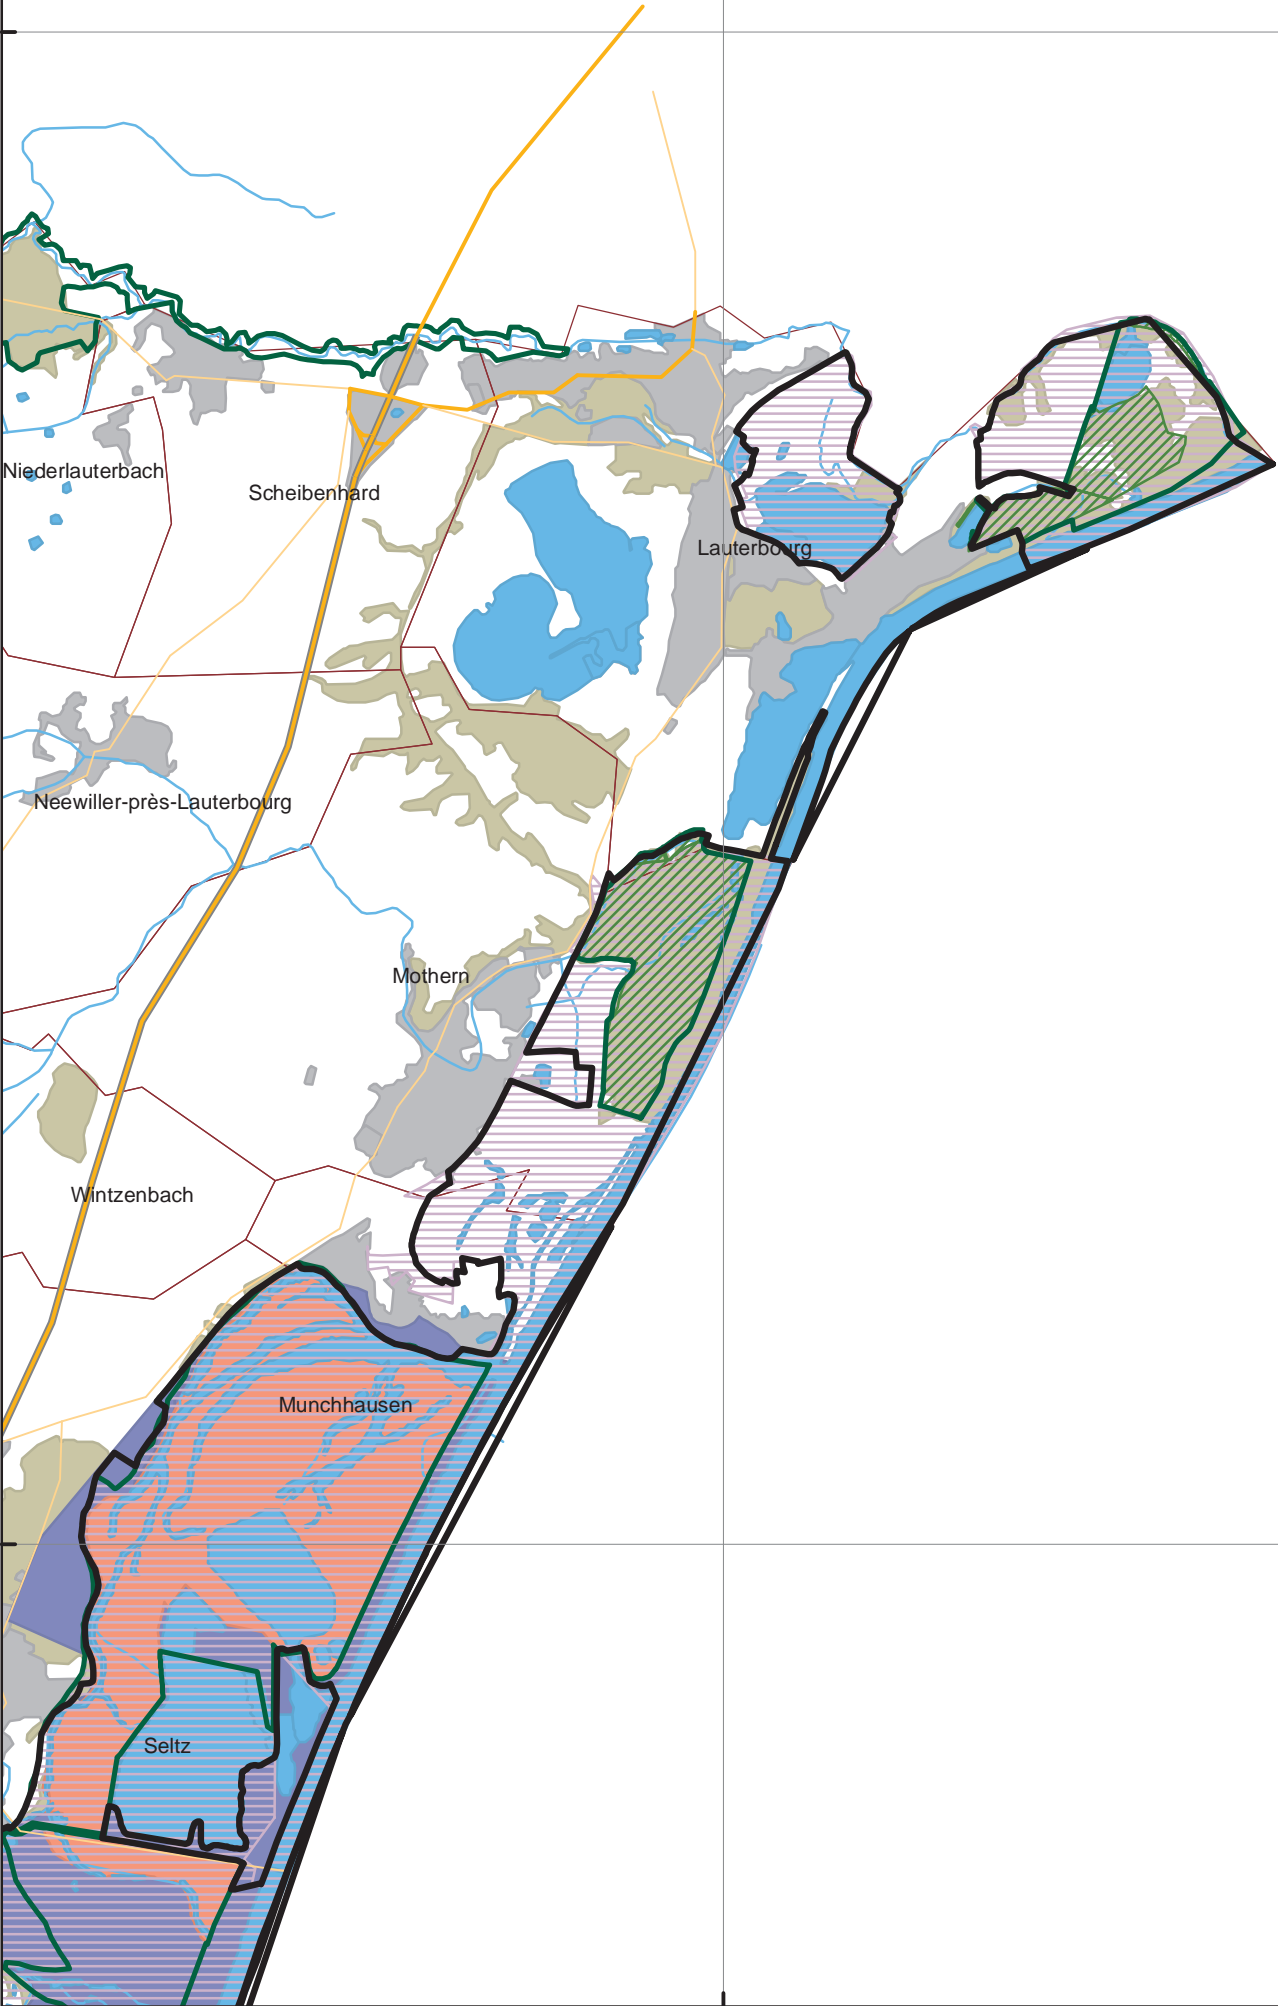 Niederlauterbach
Scheibenhard
Lauterbourg
Neewiller-près-Lauterbourg
Mothern
Wintzenbach
Munchhausen
Seltz